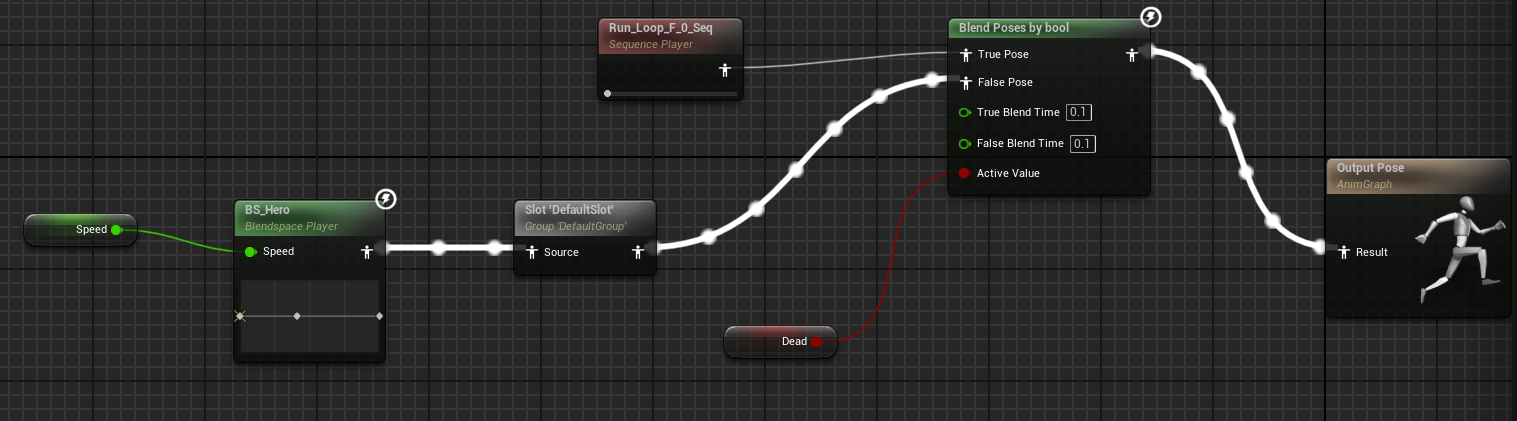 Run_Loop_F_0_Seq
Sequence Player
Blend Poses by bool
True Pose
False Pose
True Blend Time 0.1
False Blend Time 0.1
Active Value
Output Pose
AnimGraph
Result
Speed
BS_Hero
Blendspace Player
Speed
Slot 'DefaultSlot'
Group 'DefaultGroup'
Source
Dead